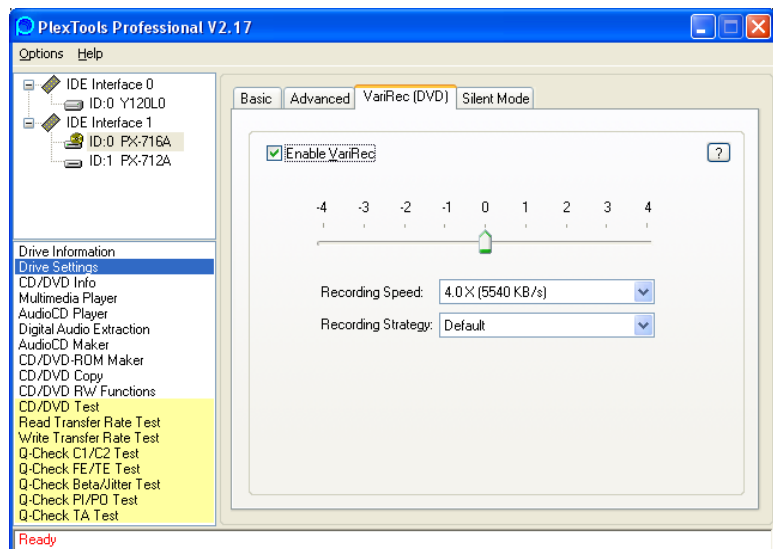 PlexTools Professional V2.17
Options Help
IDE Interface 0
ID:0 Y120L0
IDE Interface 1
ID:0 PX-716A
ID:1 PX-712A
Drive Information
Drive Settings
CD/DVD Info
Multimedia Player
AudioCD Player
Digital Audio Extraction
AudioCD Maker
CD/DVD-ROM Maker
CD/DVD Copy
CD/DVD RW Functions
CD/DVD Test
Read Transfer Rate Test
Write Transfer Rate Test
Q-Check C1/C2 Test
Q-Check FE/TE Test
Q-Check Beta/Jitter Test
Q-Check PI/PO Test
Q-Check TA Test
Basic Advanced VariRec (DVD) Silent Mode
Enable VariRec ?
-4 -3 -2 -1 0 1 2 3 4
Recording Speed: 4.0 X (5540 KB/s)
Recording Strategy: Default
Ready